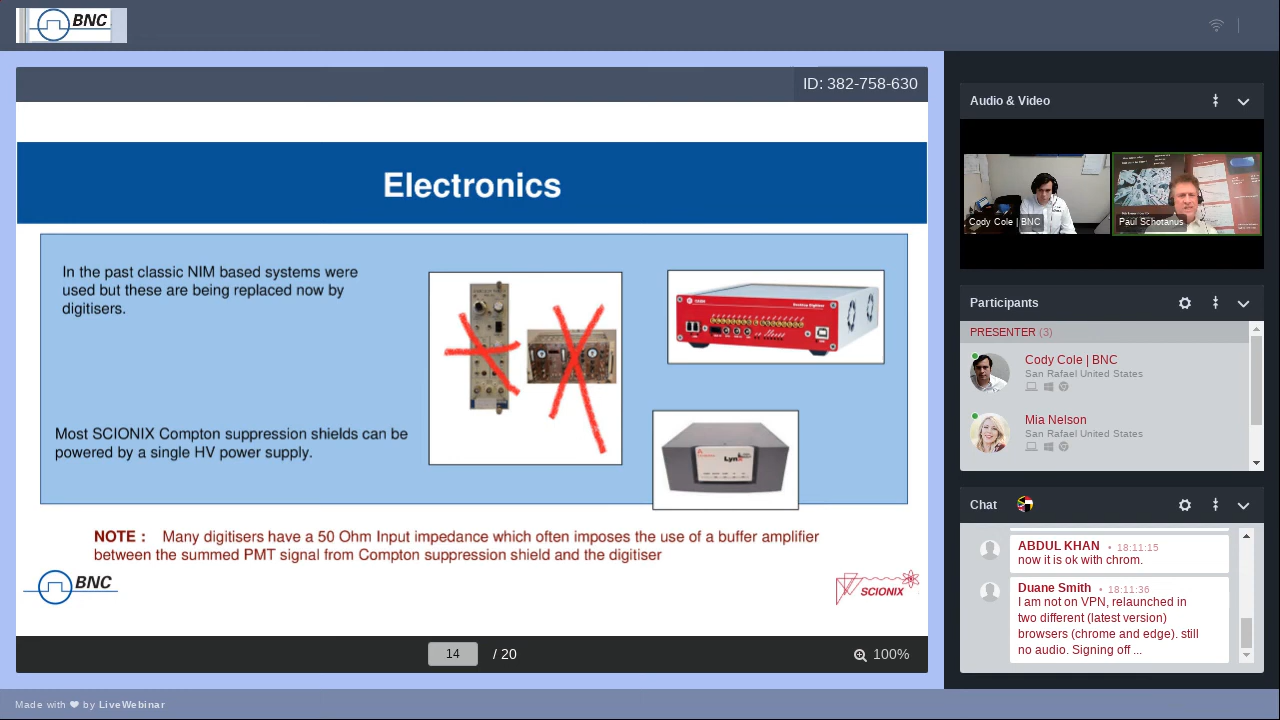 BNC
ID: 382-758-630
Electronics
In the past classic NIM based systems were
used but these are being replaced now by
digitisers.
Most SCIONIX Compton suppression shields can be
powered by a single HV power supply.
Lynx
NOTE : Many digitisers have a 50 Ohm Input impedance which often imposes the use of a buffer amplifier
between the summed PMT signal from Compton suppression shield and the digitiser
BNC
SCIONIX
14 / 20
100%
Made with by LiveWebinar
Audio & Video
Cody Cole | BNC
Paul Schotanus
Participants
PRESENTER (3)
Cody Cole | BNC
San Rafael United States
Mia Nelson
San Rafael United States
Chat
ABDUL KHAN • 18:11:15
now it is ok with chrom.
Duane Smith • 18:11:36
I am not on VPN, relaunched in
two different (latest version)
browsers (chrome and edge). still
no audio. Signing off ...